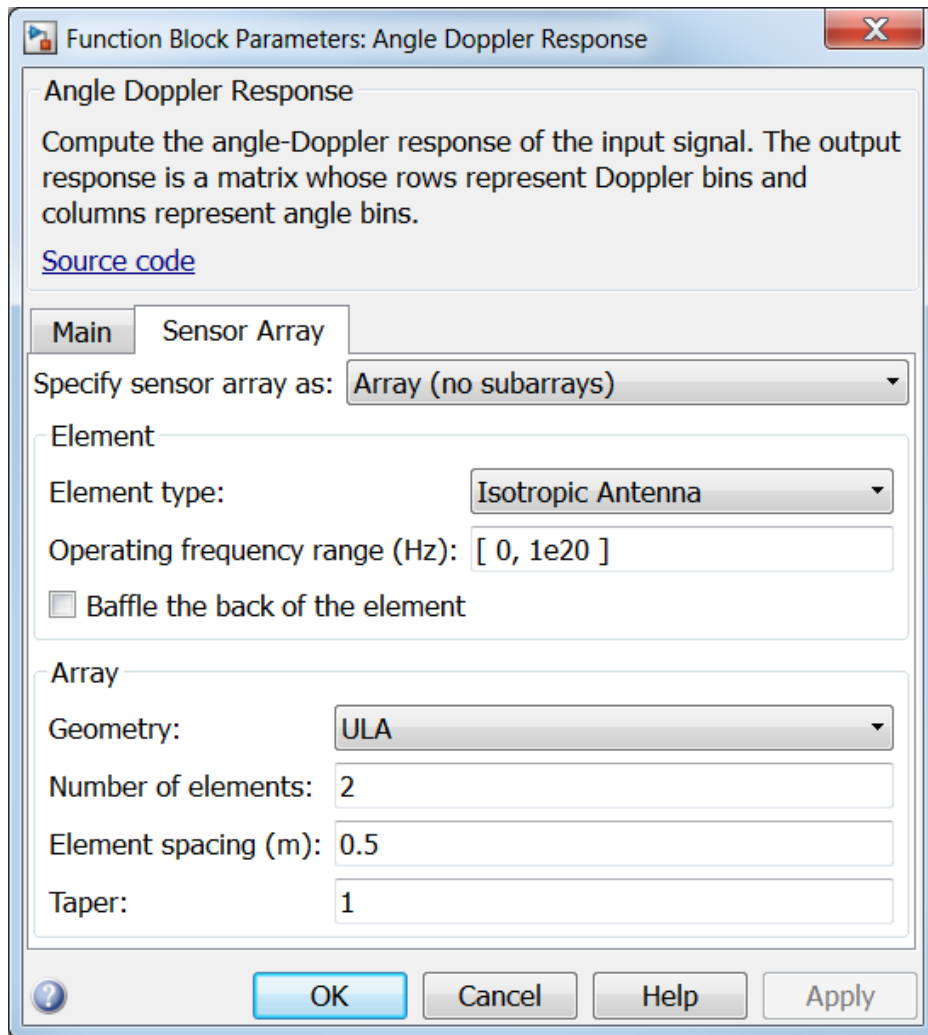 Function Block Parameters: Angle Doppler Response
X
Angle Doppler Response
Compute the angle-Doppler response of the input signal. The output
response is a matrix whose rows represent Doppler bins and
columns represent angle bins.
Source code
Main Sensor Array
Specify sensor array as: Array (no subarrays)
Element
Element type: Isotropic Antenna
Operating frequency range (Hz): [ 0, 1e20 ]
Baffle the back of the element
Array
Geometry: ULA
Number of elements: 2
Element spacing (m): 0.5
Taper: 1
? OK Cancel Help Apply